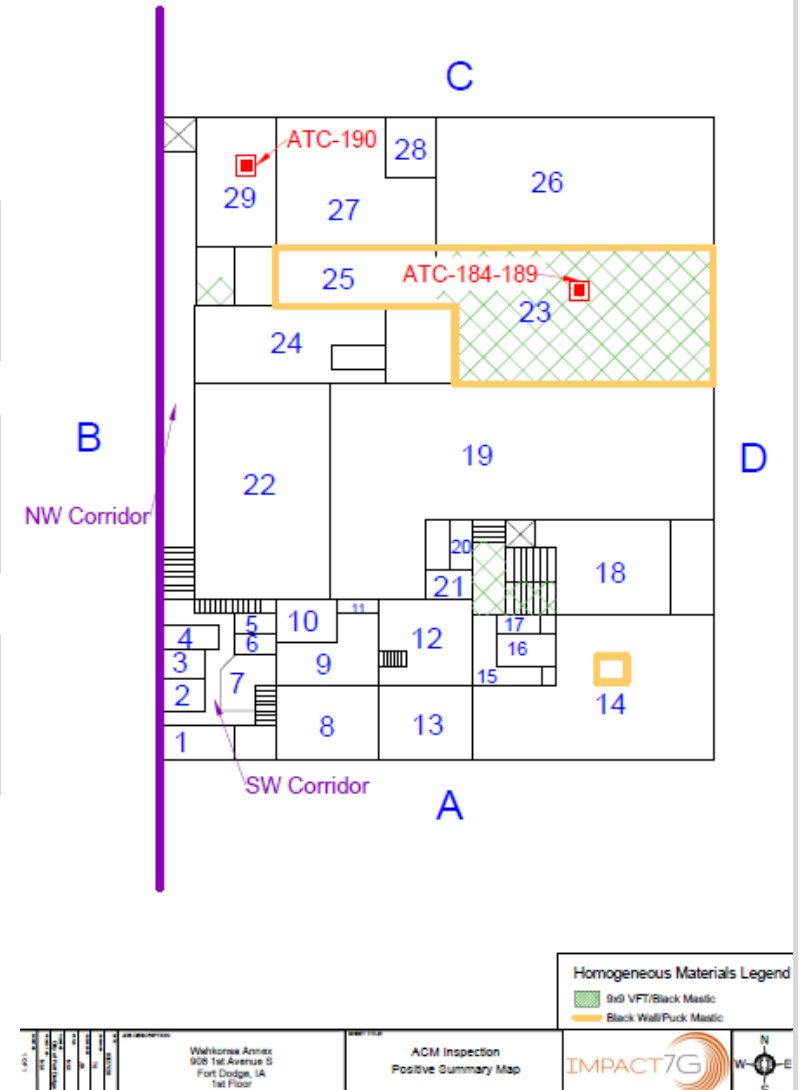 C
ATC-190
28
29
27
26
25
ATC-184-189
23
24
B
22
19
D
NW Corridor
20
21
18
11
5
10
4
6
12
17
3
9
16
7
15
2
14
8
13
1
SW Corridor
A
Homogeneous Materials Legend
9x9 VFT/Black Mastic
Black Wall/Puck Mastic
Wahkonsa Annex
908 1st Avenue S
Fort Dodge, IA
1st Floor
ACM Inspection
Positive Summary Map
IMPACT7G
N
W
E
S